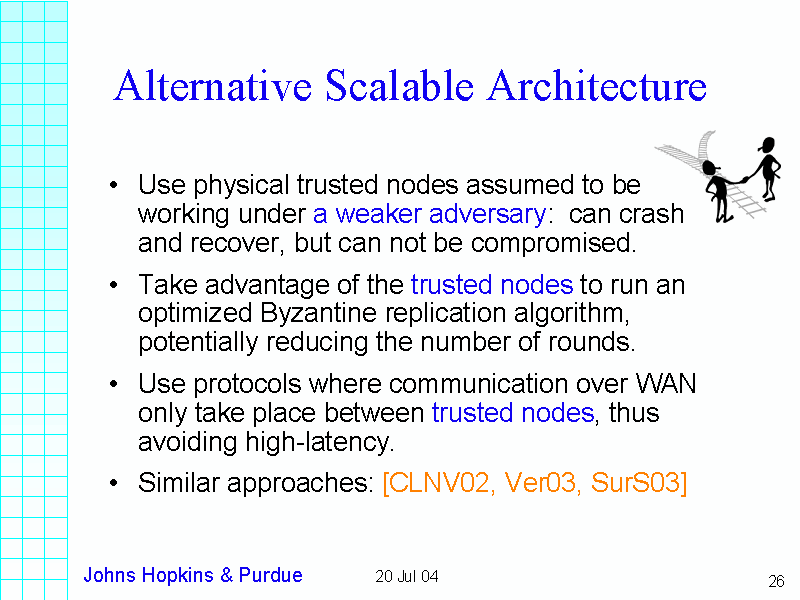 Alternative Scalable Architecture
• Use physical trusted nodes assumed to be
working under a weaker adversary:  can crash
and recover, but can not be compromised.
• Take advantage of the trusted nodes to run an
optimized Byzantine replication algorithm,
potentially reducing the number of rounds.
• Use protocols where communication over WAN
only take place between trusted nodes, thus
avoiding high-latency.
• Similar approaches: [CLNV02, Ver03, SurS03]
Johns Hopkins & Purdue
20 Jul 04
26